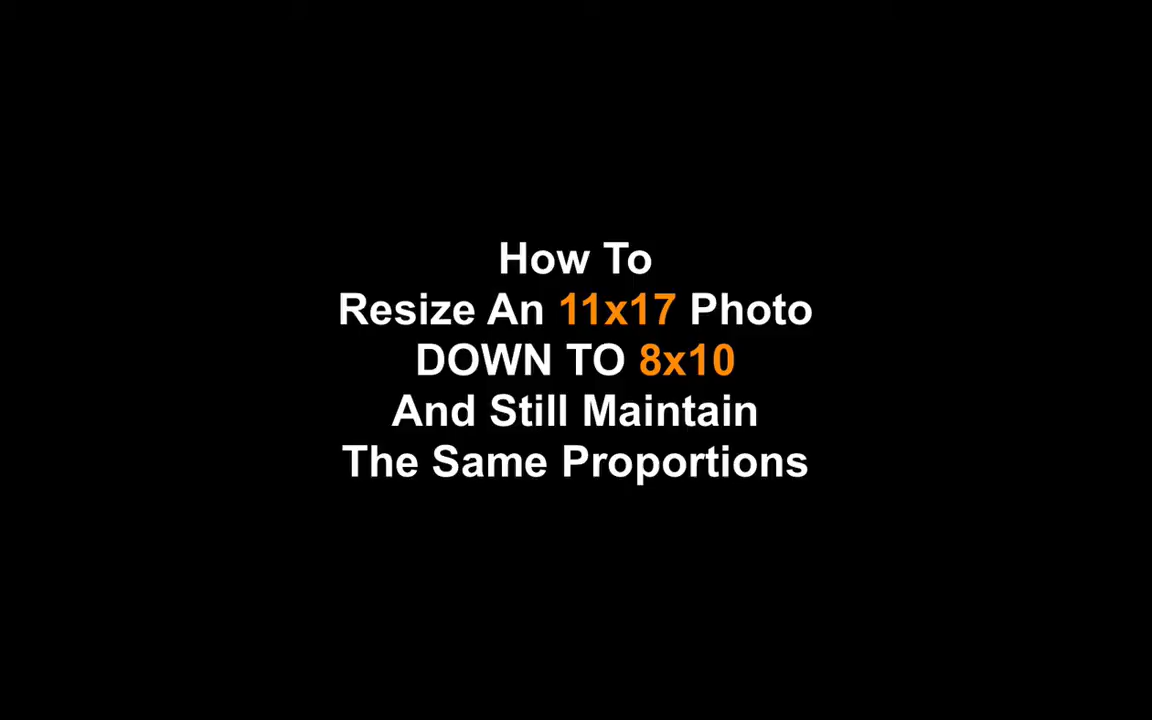 How To
Resize An 11x17 Photo
DOWN TO 8x10
And Still Maintain
The Same Proportions